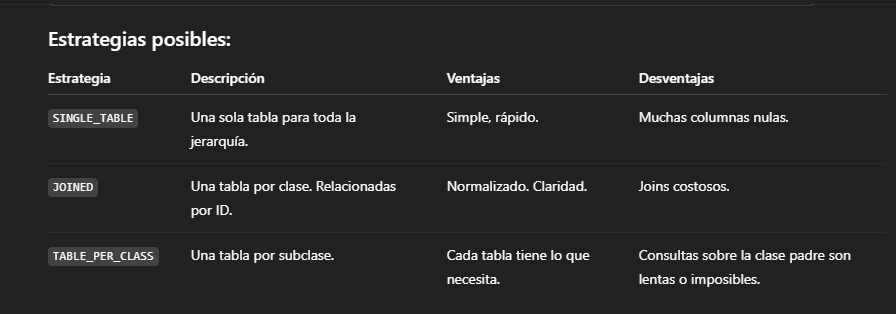 Estrategias posibles:
Estrategia Descripción Ventajas Desventajas
SINGLE_TABLE Una sola tabla para toda la Simple, rápido. Muchas columnas nulas.
jerarquía.
JOINED Una tabla por clase. Relacionadas Normalizado. Claridad. Joins costosos.
por ID.
TABLE_PER_CLASS Una tabla por subclase. Cada tabla tiene lo que Consultas sobre la clase padre son
necesita. lentas o imposibles.